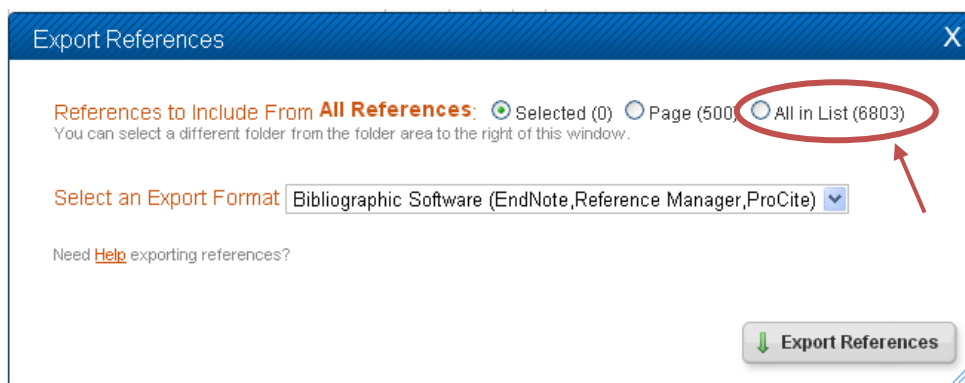 Export References X
References to Include From All References: Selected (0) Page (500) All in List (6803)
You can select a different folder from the folder area to the right of this window.
Select an Export Format Bibliographic Software (EndNote,Reference Manager,ProCite)
Need Help exporting references?
Export References